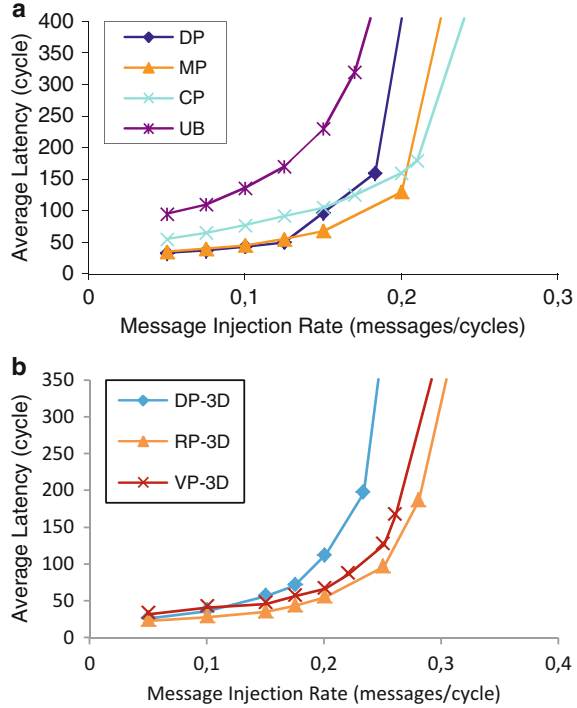 a
400
350
300
250
200
150
100
50
0
Average Latency (cycle)
DP
MP
CP
UB
0 0,1 0,2 0,3
Message Injection Rate (messages/cycles)
b
350
300
250
200
150
100
50
0
Average Latency (cycle)
DP-3D
RP-3D
VP-3D
0 0,1 0,2 0,3 0,4
Message Injection Rate (messages/cycle)